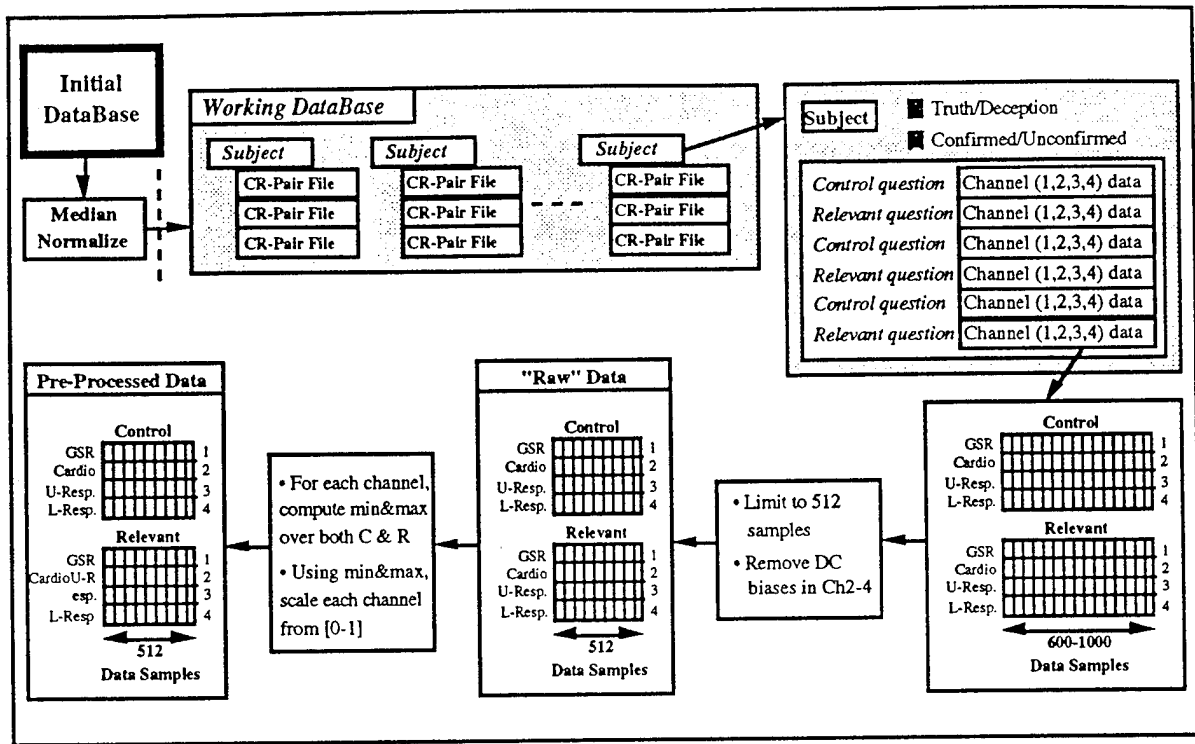 Initial
DataBase
Median
Normalize
Working DataBase
Subject
CR-Pair File
CR-Pair File
CR-Pair File
Subject
CR-Pair File
CR-Pair File
CR-Pair File
Subject
CR-Pair File
CR-Pair File
CR-Pair File
Subject
Truth/Deception
Confirmed/Unconfirmed
Control question Channel (1,2,3,4) data
Relevant question Channel (1,2,3,4) data
Control question Channel (1,2,3,4) data
Relevant question Channel (1,2,3,4) data
Control question Channel (1,2,3,4) data
Relevant question Channel (1,2,3,4) data
Pre-Processed Data
Control
GSR 1
Cardio 2
U-Resp. 3
L-Resp. 4
Relevant
GSR 1
CardioU-R 2
esp. 3
L-Resp 4
512
Data Samples
• For each channel,
compute min&max
over both C & R
• Using min&max,
scale each channel
from [0-1]
"Raw" Data
Control
GSR 1
Cardio 2
U-Resp. 3
L-Resp. 4
Relevant
GSR 1
Cardio 2
U-Resp. 3
L-Resp. 4
512
Data Samples
• Limit to 512
samples
• Remove DC
biases in Ch2-4
Control
GSR 1
Cardio 2
U-Resp. 3
L-Resp. 4
Relevant
GSR 1
Cardio 2
U-Resp. 3
L-Resp. 4
600-1000
Data Samples